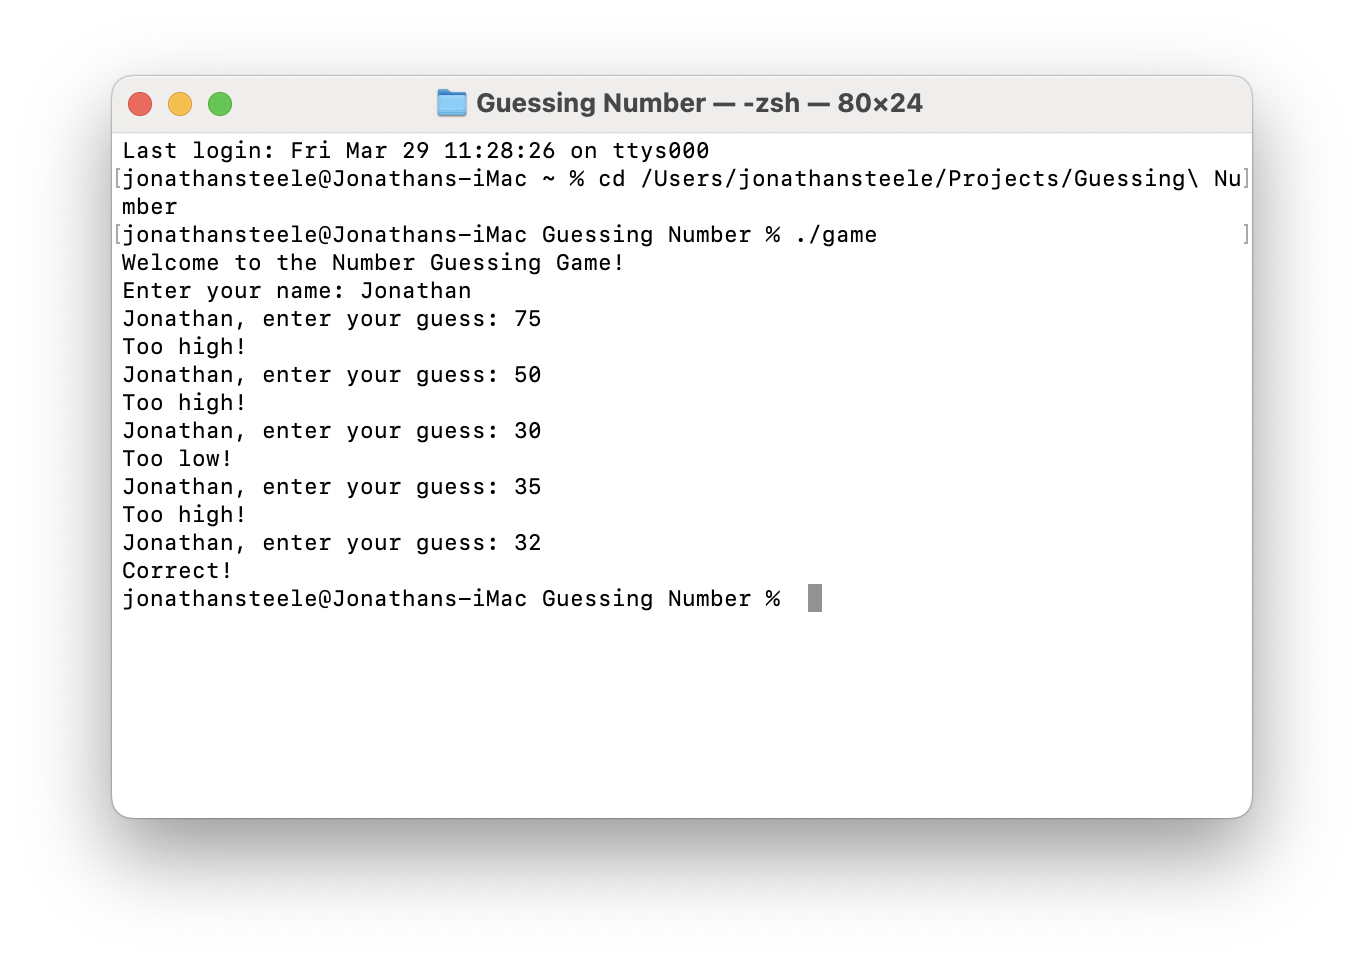 Guessing Number — -zsh — 80×24
Last login: Fri Mar 29 11:28:26 on ttys000
[jonathansteele@Jonathans-iMac ~ % cd /Users/jonathansteele/Projects/Guessing\ Nu]
mber
[jonathansteele@Jonathans-iMac Guessing Number % ./game ]
Welcome to the Number Guessing Game!
Enter your name: Jonathan
Jonathan, enter your guess: 75
Too high!
Jonathan, enter your guess: 50
Too high!
Jonathan, enter your guess: 30
Too low!
Jonathan, enter your guess: 35
Too high!
Jonathan, enter your guess: 32
Correct!
jonathansteele@Jonathans-iMac Guessing Number %